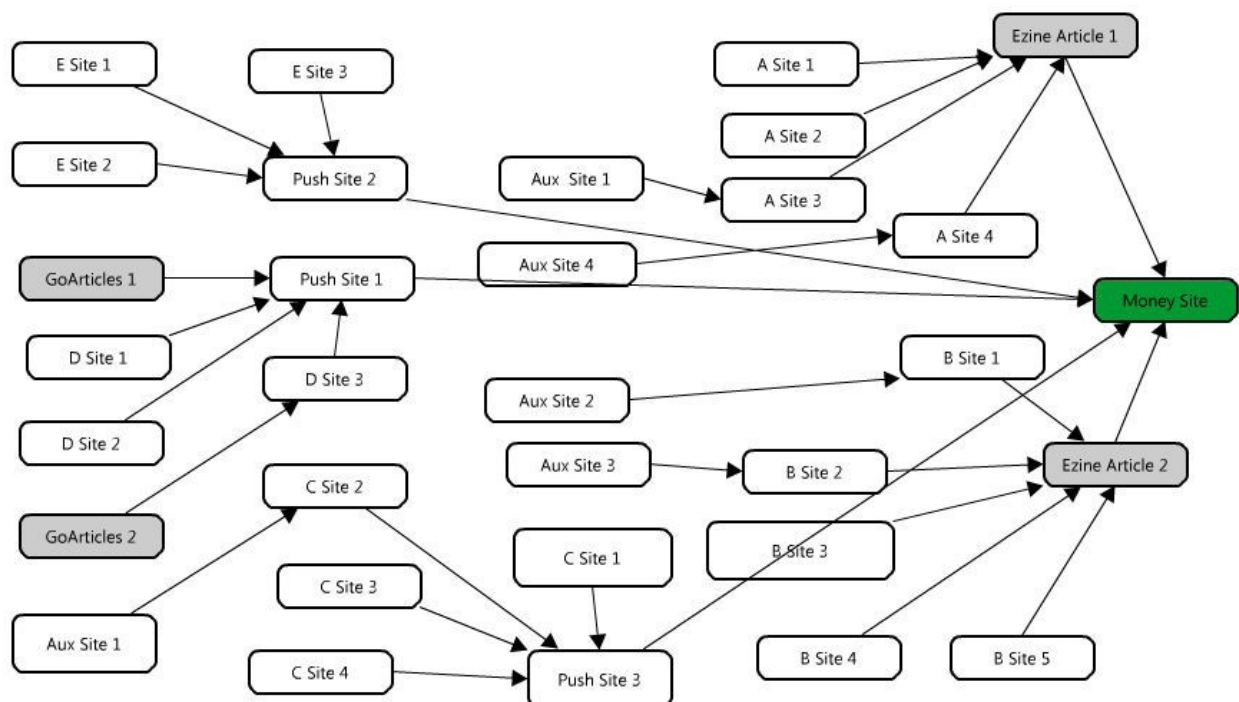 Ezine Article 1
E Site 1
E Site 3
A Site 1
A Site 2
E Site 2
Push Site 2
Aux  Site 1
A Site 3
A Site 4
Aux Site 4
GoArticles 1
Push Site 1
Money Site
D Site 1
B Site 1
D Site 3
Aux Site 2
D Site 2
Aux Site 3
B Site 2
Ezine Article 2
C Site 2
GoArticles 2
B Site 3
C Site 1
C Site 3
Aux Site 1
B Site 4
B Site 5
C Site 4
Push Site 3